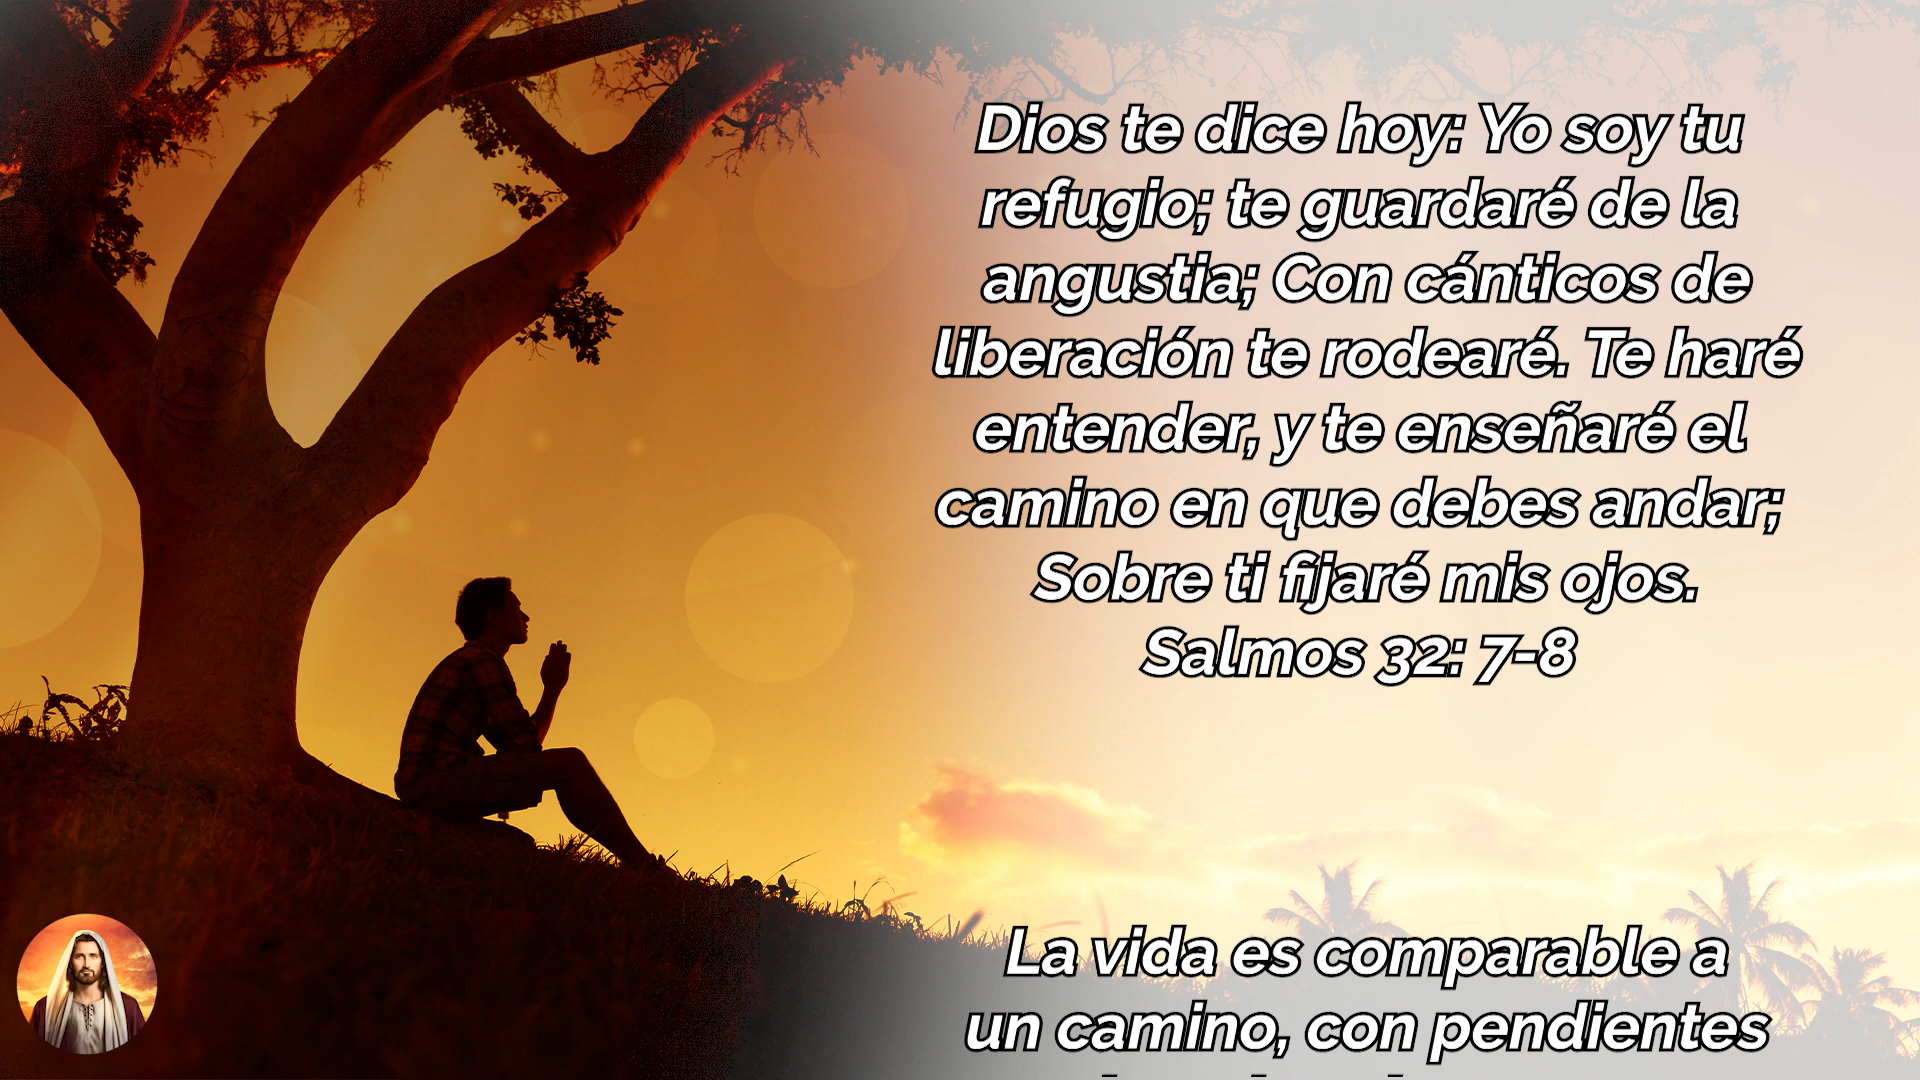 Dios te dice hoy: Yo soy tu
refugio; te guardaré de la
angustia; Con cánticos de
liberación te rodearé. Te haré
entender, y te enseñaré el
camino en que debes andar;
Sobre ti fijaré mis ojos.
Salmos 32: 7-8
La vida es comparable a
un camino, con pendientes